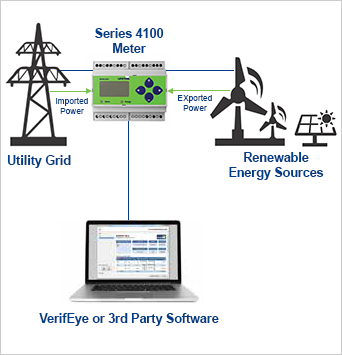 Series 4100
Meter
Imported
Power
EXported
Power
Utility Grid
Renewable
Energy Sources
VerifEye or 3rd Party Software